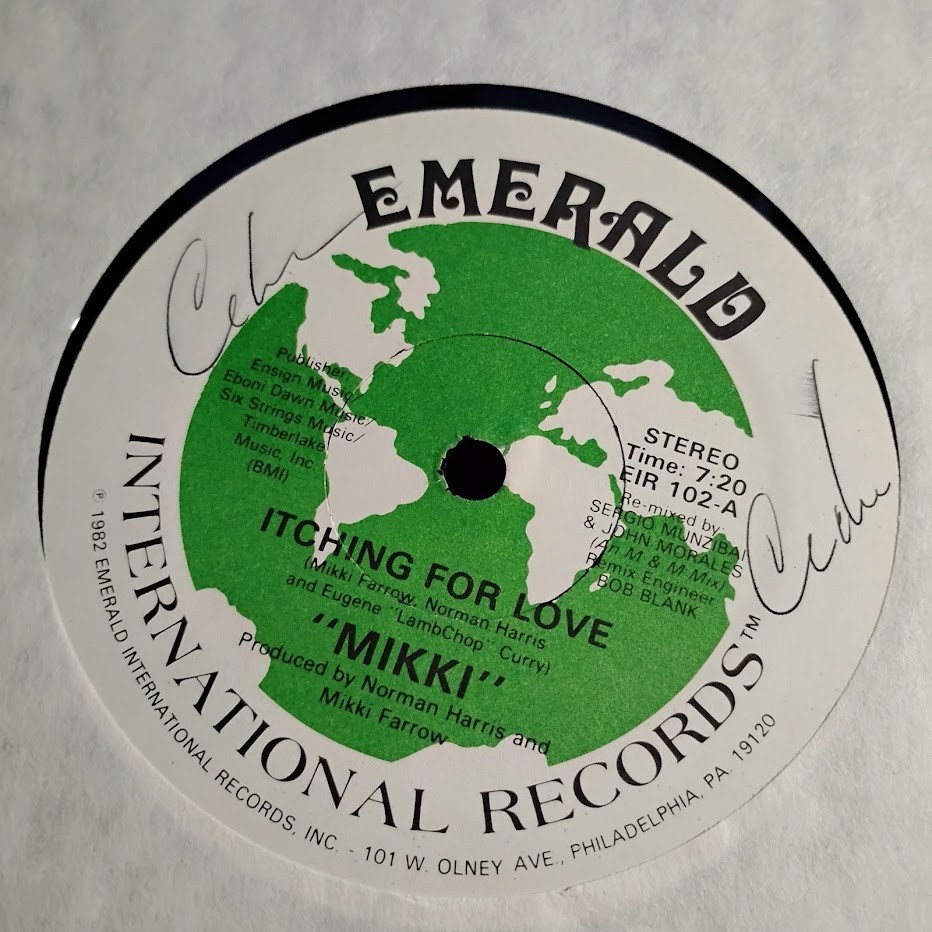 EMERALD
Publisher:
Ensign Music/
Eboni Dawn Music/
Six Strings Music/
Timberlake
Music, Inc.
(BMI)
STEREO
Time: 7:20
EIR 102-A
Re-mixed by:
SERGIO MUNZIBAI
& JOHN MORALES
(An M & M Mix)
Remix Engineer
BOB BLANK
ITCHING FOR LOVE
(Mikki Farrow, Norman Harris
and Eugene "LambChop" Curry)
"MIKKI"
Produced by Norman Harris and
Mikki Farrow
INTERNATIONAL RECORDS™
℗ 1982 EMERALD INTERNATIONAL RECORDS, INC. - 101 W. OLNEY AVE., PHILADELPHIA, PA. 19120